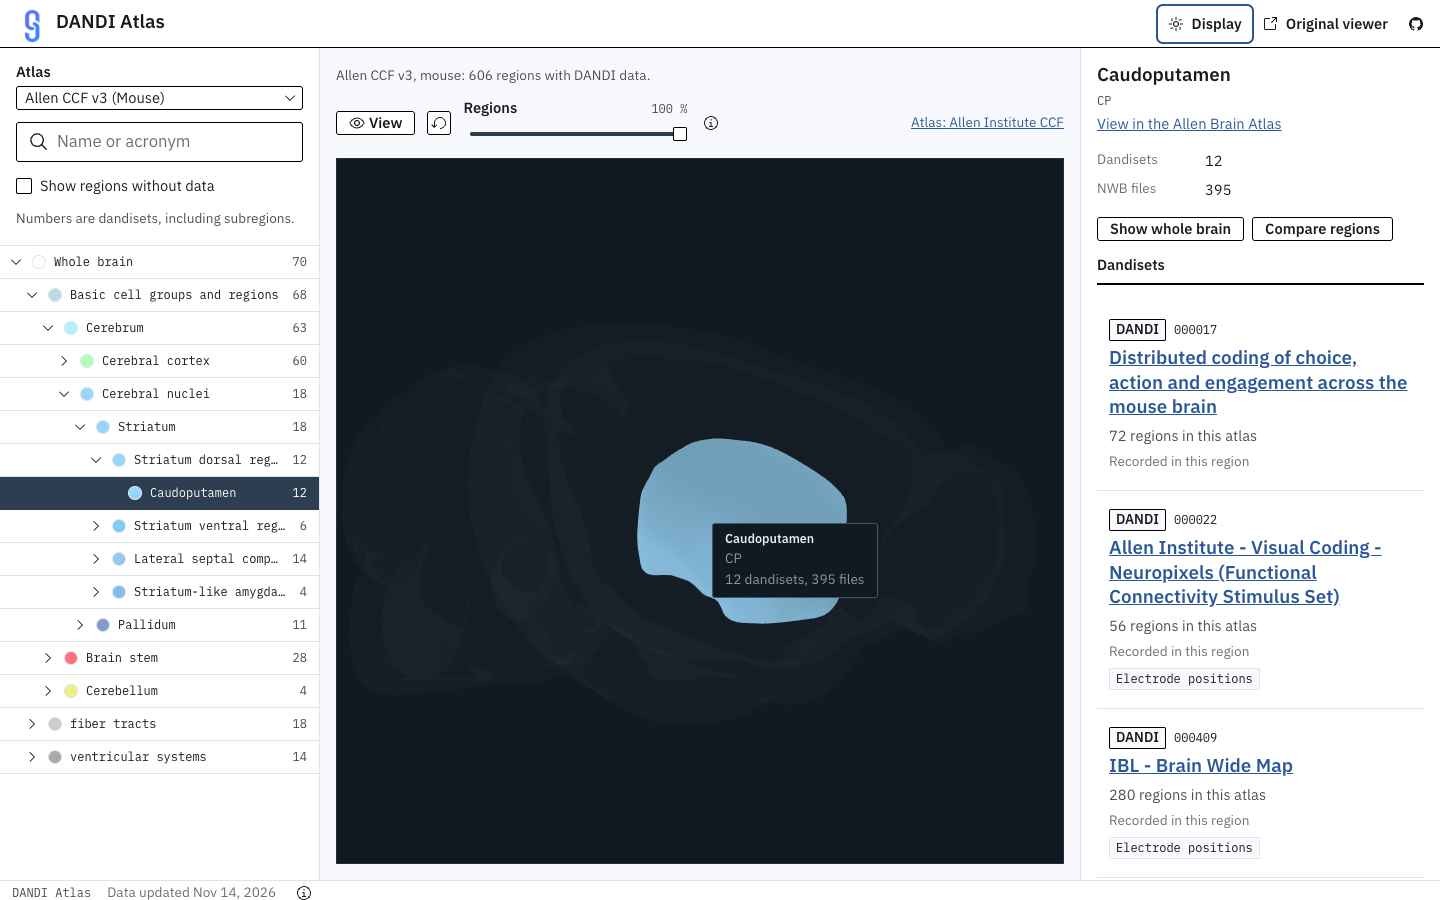 DANDI Atlas
Display
Original viewer
Atlas
Allen CCF v3 (Mouse)
Name or acronym
Show regions without data
Numbers are dandisets, including subregions.
Whole brain 70
Basic cell groups and regions 68
Cerebrum 63
Cerebral cortex 60
Cerebral nuclei 18
Striatum 18
Striatum dorsal reg… 12
Caudoputamen 12
Striatum ventral reg… 6
Lateral septal comp… 14
Striatum-like amygda… 4
Pallidum 11
Brain stem 28
Cerebellum 4
fiber tracts 18
ventricular systems 14
Allen CCF v3, mouse: 606 regions with DANDI data.
View
Regions 100 %
Atlas: Allen Institute CCF
Caudoputamen
CP
12 dandisets, 395 files
Caudoputamen
CP
View in the Allen Brain Atlas
Dandisets 12
NWB files 395
Show whole brain
Compare regions
Dandisets
DANDI 000017
Distributed coding of choice,
action and engagement across the
mouse brain
72 regions in this atlas
Recorded in this region
DANDI 000022
Allen Institute - Visual Coding -
Neuropixels (Functional
Connectivity Stimulus Set)
56 regions in this atlas
Recorded in this region
Electrode positions
DANDI 000409
IBL - Brain Wide Map
280 regions in this atlas
Recorded in this region
Electrode positions
DANDI Atlas Data updated Nov 14, 2026